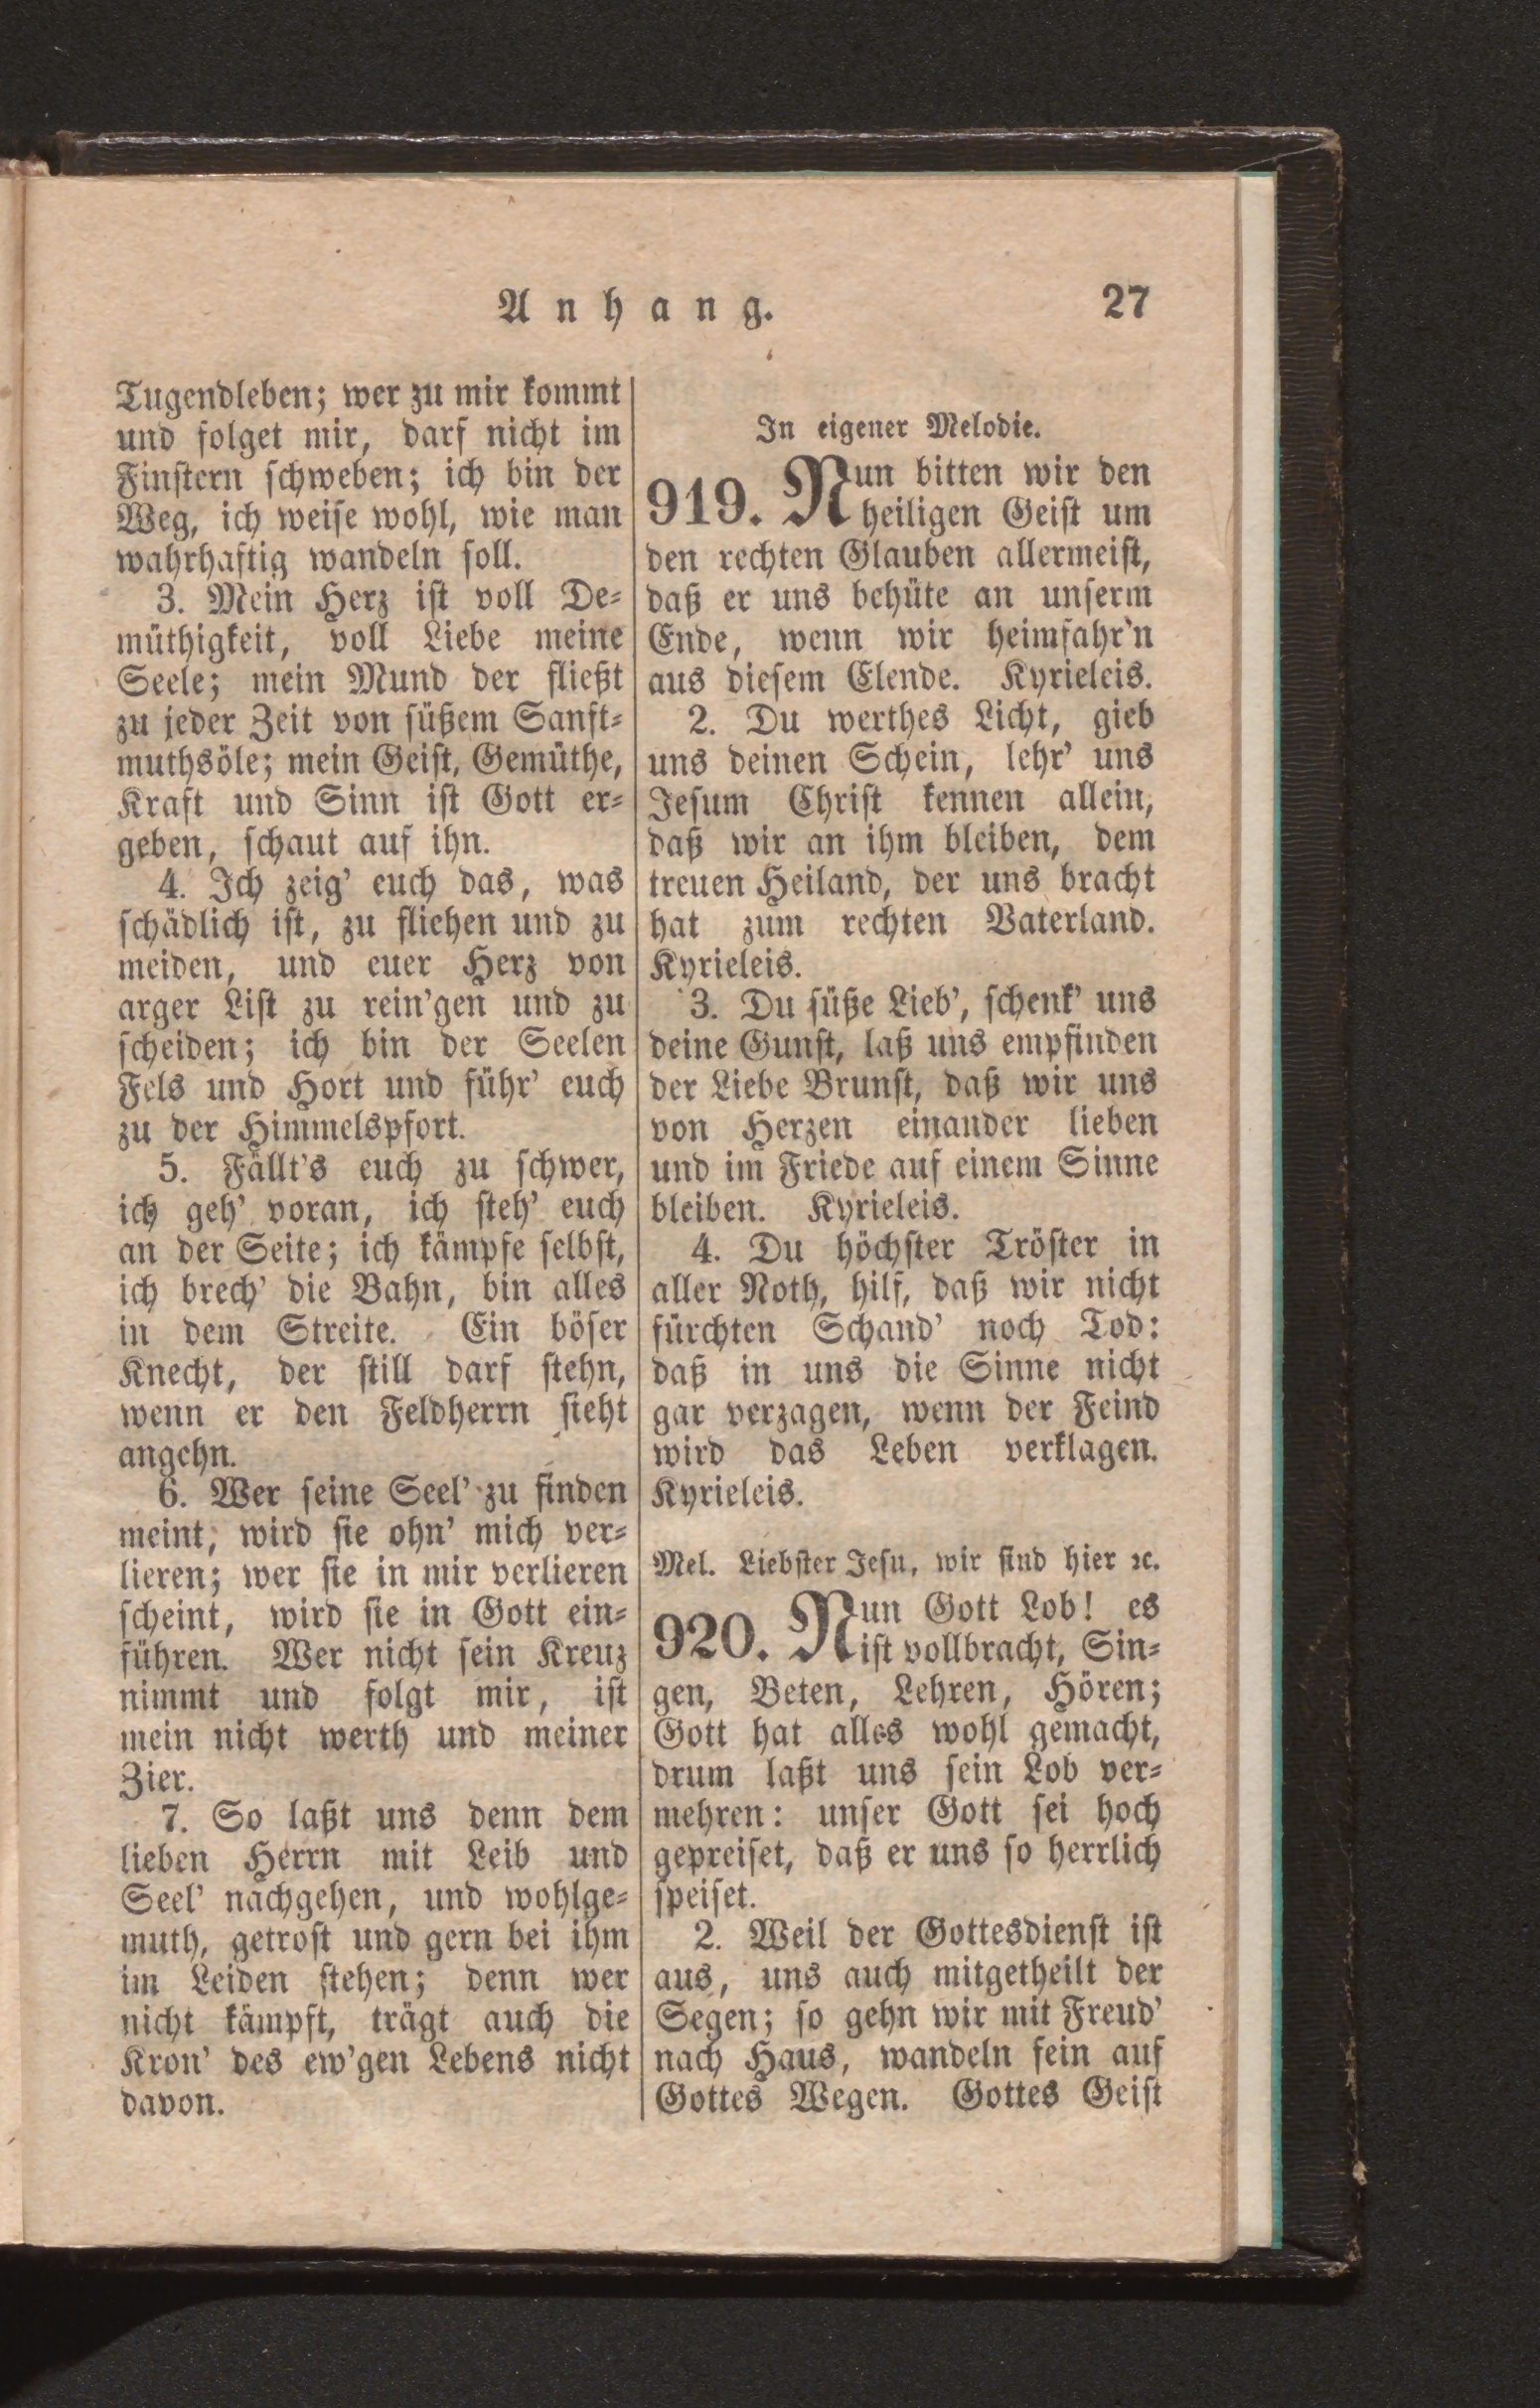 Anhang. 27
Tugendleben; wer zu mir kommt
und folget mir, darf nicht im
Finstern schweben; ich bin der
Weg, ich weise wohl, wie man
wahrhaftig wandeln soll.
3. Mein Herz ist voll De-
müthigkeit, voll Liebe meine
Seele; mein Mund der fließt
zu jeder Zeit von süßem Sanft-
muthsöle; mein Geist, Gemüthe,
Kraft und Sinn ist Gott er-
geben, schaut auf ihn.
4. Ich zeig' euch das, was
schädlich ist, zu fliehen und zu
meiden, und euer Herz von
arger List zu rein'gen und zu
scheiden; ich bin der Seelen
Fels und Hort und führ' euch
zu der Himmelspfort.
5. Fällt's euch zu schwer,
ich geh' voran, ich steh' euch
an der Seite; ich kämpfe selbst,
ich brech' die Bahn, bin alles
in dem Streite. Ein böser
Knecht, der still darf stehn,
wenn er den Feldherrn sieht
angehn.
6. Wer seine Seel' zu finden
meint, wird sie ohn' mich ver-
lieren; wer sie in mir verlieren
scheint, wird sie in Gott ein-
führen. Wer nicht sein Kreuz
nimmt und folgt mir, ist
mein nicht werth und meiner
Zier.
7. So laßt uns denn dem
lieben Herrn mit Leib und
Seel' nachgehen, und wohlge-
muth, getrost und gern bei ihm
im Leiden stehen; denn wer
nicht kämpft, trägt auch die
Kron' des ew'gen Lebens nicht
davon.
In eigener Melodie.
919. Nun bitten wir den
heiligen Geist um
den rechten Glauben allermeist,
daß er uns behüte an unserm
Ende, wenn wir heimfahr'n
aus diesem Elende. Kyrieleis.
2. Du werthes Licht, gieb
uns deinen Schein, lehr' uns
Jesum Christ kennen allein,
daß wir an ihm bleiben, dem
treuen Heiland, der uns bracht
hat zum rechten Vaterland.
Kyrieleis.
3. Du süße Lieb', schenk' uns
deine Gunst, laß uns empfinden
der Liebe Brunst, daß wir uns
von Herzen einander lieben
und im Friede auf einem Sinne
bleiben. Kyrieleis.
4. Du höchster Tröster in
aller Noth, hilf, daß wir nicht
fürchten Schand' noch Tod:
daß in uns die Sinne nicht
gar verzagen, wenn der Feind
wird das Leben verklagen.
Kyrieleis.
Mel. Liebster Jesu, wir sind hier ꝛc.
920. Nun Gott Lob! es
ist vollbracht, Sin-
gen, Beten, Lehren, Hören;
Gott hat alles wohl gemacht,
drum laßt uns sein Lob ver-
mehren: unser Gott sei hoch
gepreiset, daß er uns so herrlich
speiset.
2. Weil der Gottesdienst ist
aus, uns auch mitgetheilt der
Segen; so gehn wir mit Freud'
nach Haus, wandeln fein auf
Gottes Wegen. Gottes Geist